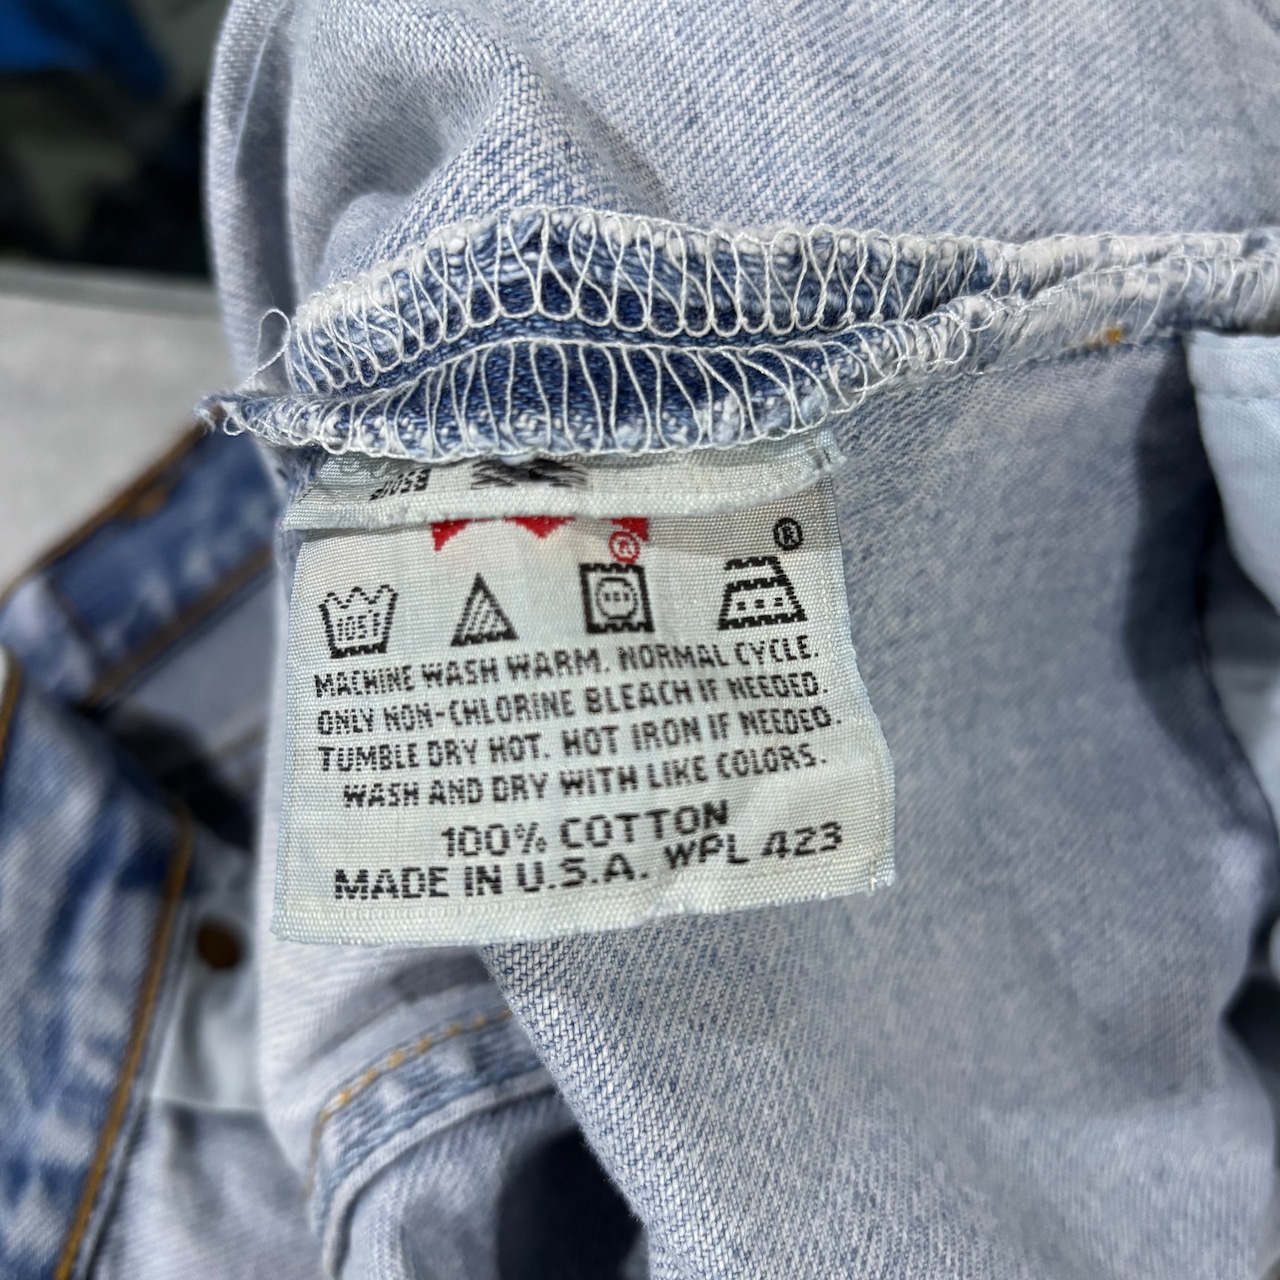 ®
®
105F
MACHINE WASH WARM. NORMAL CYCLE.
ONLY NON-CHLORINE BLEACH IF NEEDED.
TUMBLE DRY HOT. HOT IRON IF NEEDED.
WASH AND DRY WITH LIKE COLORS.
100% COTTON
MADE IN U.S.A. WPL 423